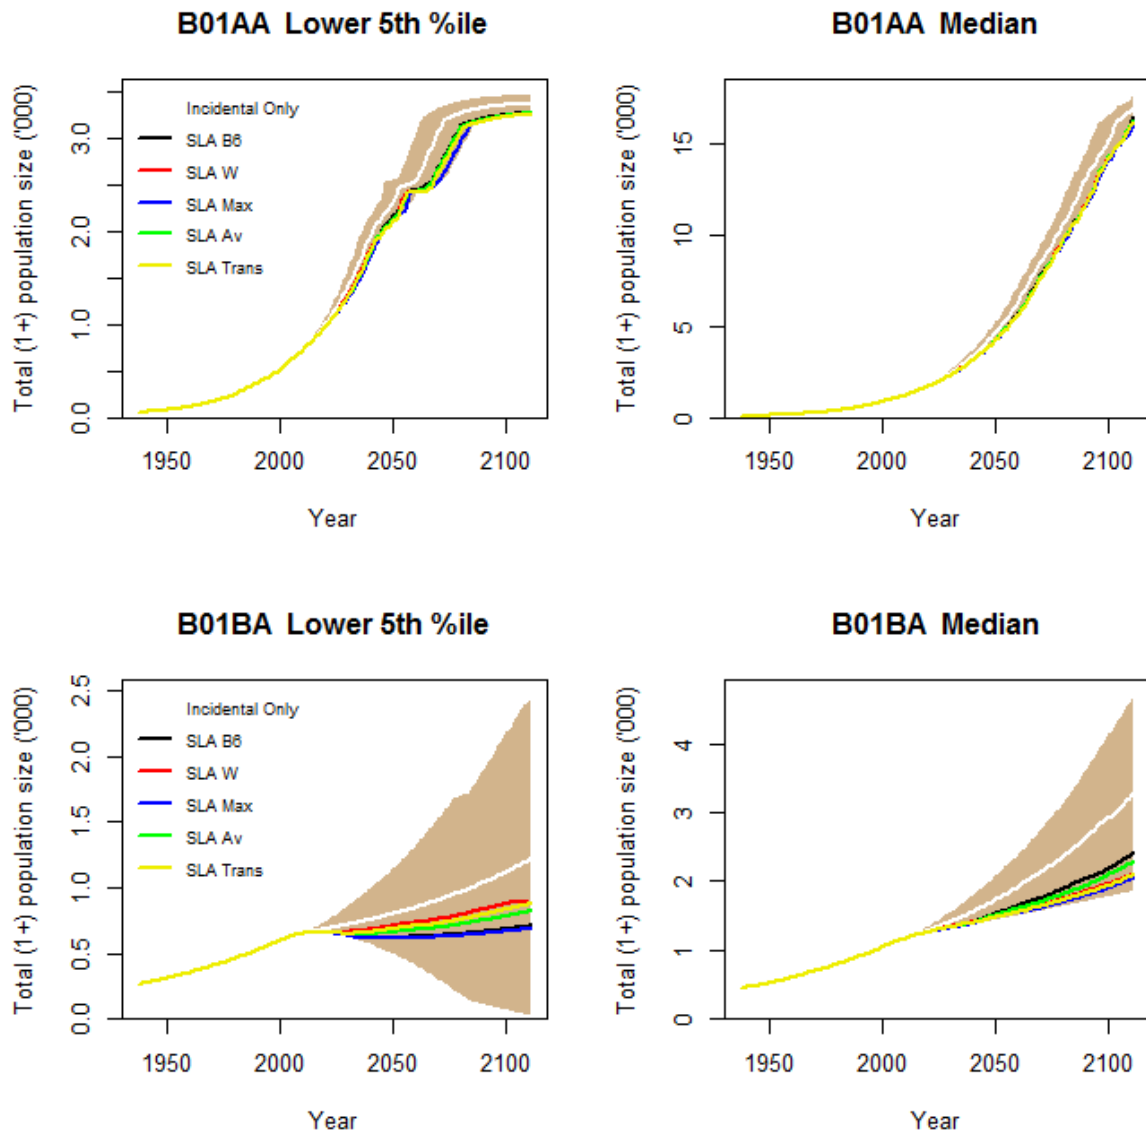 B01AA Lower 5th %ile
Total (1+) population size ('000)
0.0
1.0
2.0
3.0
Incidental Only
SLA B6
SLA W
SLA Max
SLA Av
SLA Trans
1950
2000
2050
2100
Year
B01AA Median
Total (1+) population size ('000)
0
5
10
15
1950
2000
2050
2100
Year
B01BA Lower 5th %ile
Total (1+) population size ('000)
0.0
0.5
1.0
1.5
2.0
2.5
Incidental Only
SLA B6
SLA W
SLA Max
SLA Av
SLA Trans
1950
2000
2050
2100
Year
B01BA Median
Total (1+) population size ('000)
0
1
2
3
4
1950
2000
2050
2100
Year